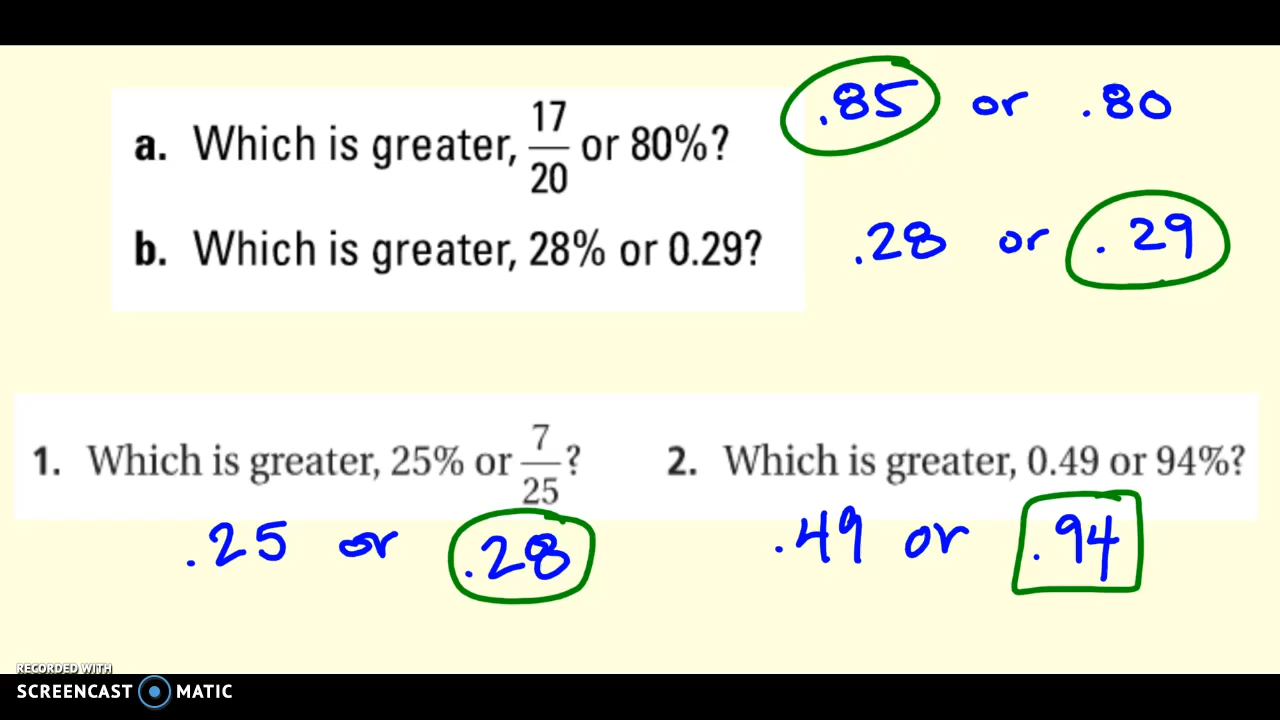 a. Which is greater, 17/20 or 80%?
.85 or .80
b. Which is greater, 28% or 0.29?
.28 or .29
1. Which is greater, 25% or 7/25?
.25 or .28
2. Which is greater, 0.49 or 94%?
.49 or .94
RECORDED WITH
SCREENCAST MATIC